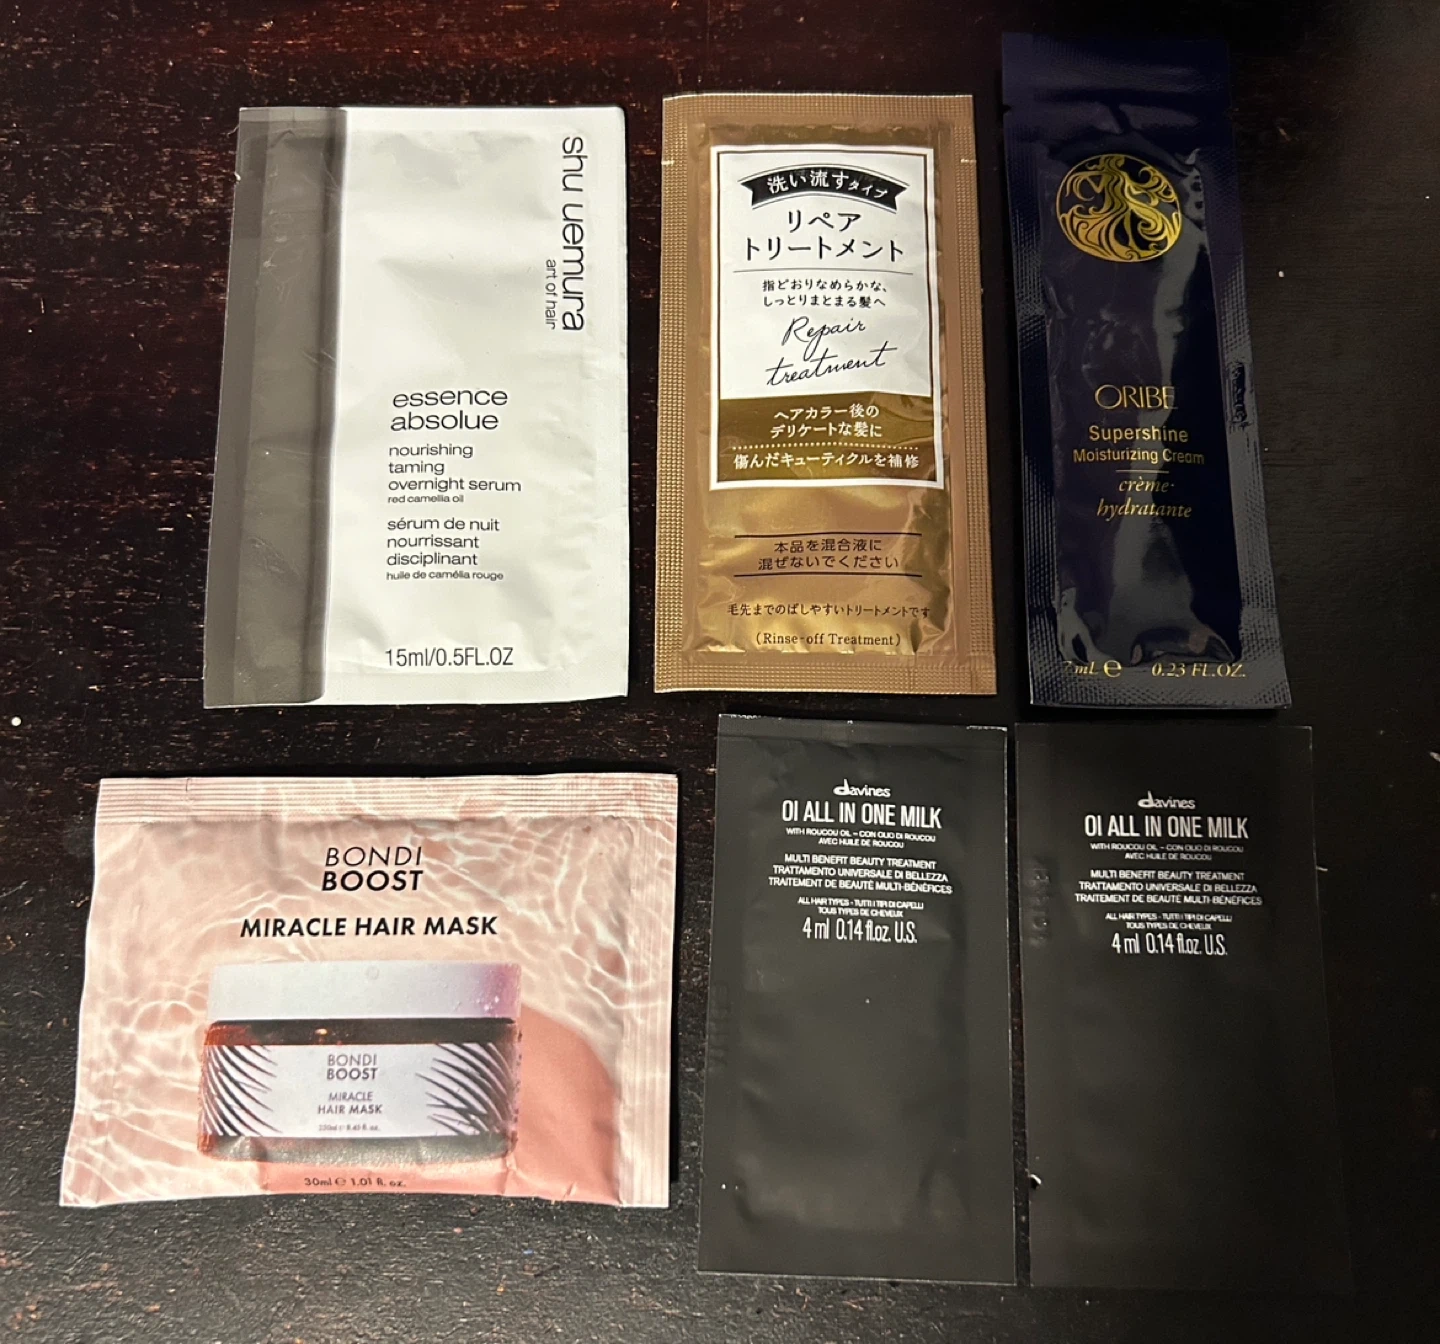 shu uemura
art of hair
essence
absolue
nourishing
taming
overnight serum
red camellia oil
sérum de nuit
nourrissant
disciplinant
huile de camélia rouge
15ml/0.5FL.OZ
洗い流すタイプ
リペア
トリートメント
指どおりなめらかな、
しっとりまとまる髪へ
Repair
treatment
ヘアカラー後の
デリケートな髪に
傷んだキューティクルを補修
本品を混合液に
混ぜないでください
毛先までのばしやすいトリートメントです
(Rinse-off Treatment)
ORIBE
Supershine
Moisturizing Cream
crème
hydratante
7mL ℮ 0.23 FL.OZ.
BONDI
BOOST
MIRACLE HAIR MASK
BONDI
BOOST
MIRACLE
HAIR MASK
250ml ℮ 8.45 fl. oz.
30ml ℮ 1.01 fl. oz.
davines
OI ALL IN ONE MILK
WITH ROUCOU OIL – CON OLIO DI ROUCOU
AVEC HUILE DE ROUCOU
MULTI BENEFIT BEAUTY TREATMENT
TRATTAMENTO UNIVERSALE DI BELLEZZA
TRAITEMENT DE BEAUTÉ MULTI-BÉNÉFICES
ALL HAIR TYPES - TUTTI I TIPI DI CAPELLI
TOUS TYPES DE CHEVEUX
4 ml 0.14 fl.oz. U.S.
davines
OI ALL IN ONE MILK
WITH ROUCOU OIL – CON OLIO DI ROUCOU
AVEC HUILE DE ROUCOU
MULTI BENEFIT BEAUTY TREATMENT
TRATTAMENTO UNIVERSALE DI BELLEZZA
TRAITEMENT DE BEAUTÉ MULTI-BÉNÉFICES
ALL HAIR TYPES - TUTTI I TIPI DI CAPELLI
TOUS TYPES DE CHEVEUX
4 ml 0.14 fl.oz. U.S.